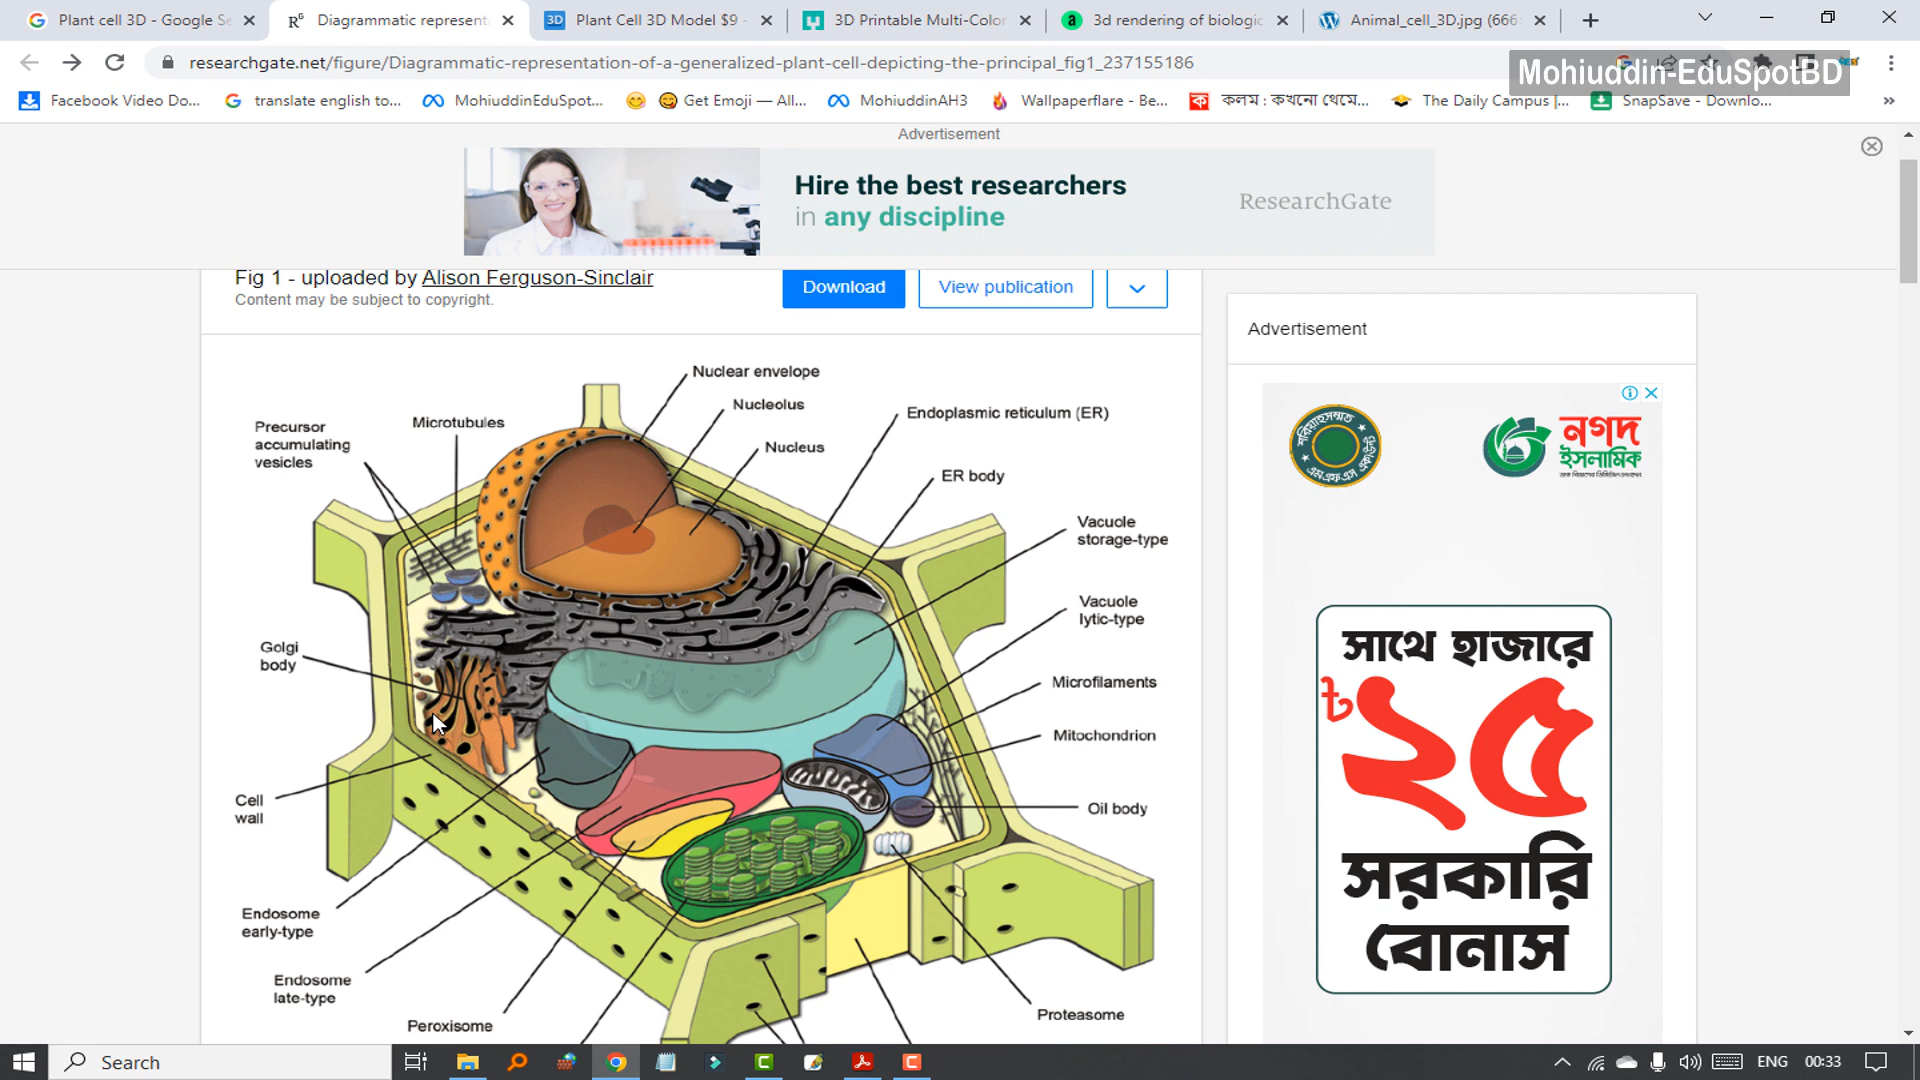 Plant cell 3D - Google Se
Diagrammatic represent
Plant Cell 3D Model $9 -
3D Printable Multi-Color
3d rendering of biologic
Animal_cell_3D.jpg (666
researchgate.net/figure/Diagrammatic-representation-of-a-generalized-plant-cell-depicting-the-principal_fig1_237155186
Mohiuddin-EduSpotBD
Facebook Video Do...
translate english to...
MohiuddinEduSpot...
Get Emoji — All...
MohiuddinAH3
Wallpaperflare - Be...
কলম : কখনো থেমে...
The Daily Campus |...
SnapSave - Downlo...
Advertisement
Hire the best researchers
in any discipline
ResearchGate
Fig 1 - uploaded by Alison Ferguson-Sinclair
Content may be subject to copyright.
Download
View publication
Advertisement
Nuclear envelope
Nucleolus
Nucleus
Endoplasmic reticulum (ER)
ER body
Precursor
accumulating
vesicles
Microtubules
Vacuole
storage-type
Vacuole
lytic-type
Golgi
body
Microfilaments
Mitochondrion
Cell
wall
Oil body
Endosome
early-type
Endosome
late-type
Peroxisome
Proteasome
নগদ
ইসলামিক
সাথে হাজারে
৳২৫
সরকারি
বোনাস
Search
ENG
00:33